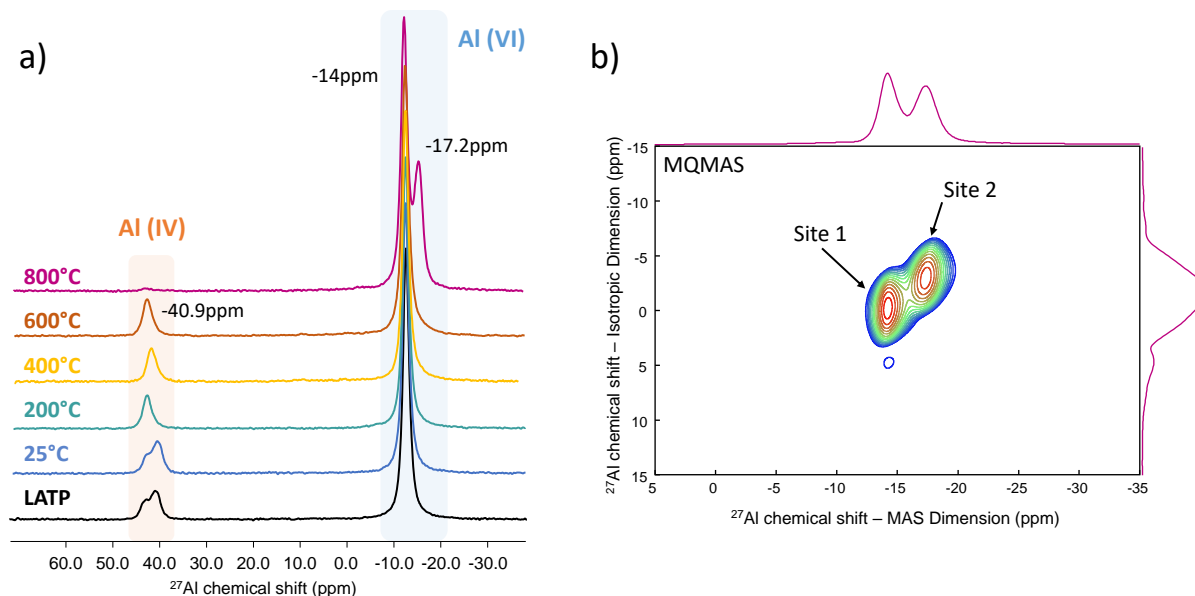 a)
Al (VI)
-14ppm
-17.2ppm
Al (IV)
800°C
-40.9ppm
600°C
400°C
200°C
25°C
LATP
60.0 50.0 40.0 30.0 20.0 10.0 0.0 -10.0 -20.0 -30.0
27Al chemical shift (ppm)
b)
MQMAS
Site 2
Site 1
-15
-10
-5
0
5
10
15
27Al chemical shift – Isotropic Dimension (ppm)
5 0 -5 -10 -15 -20 -25 -30 -35
27Al chemical shift – MAS Dimension (ppm)